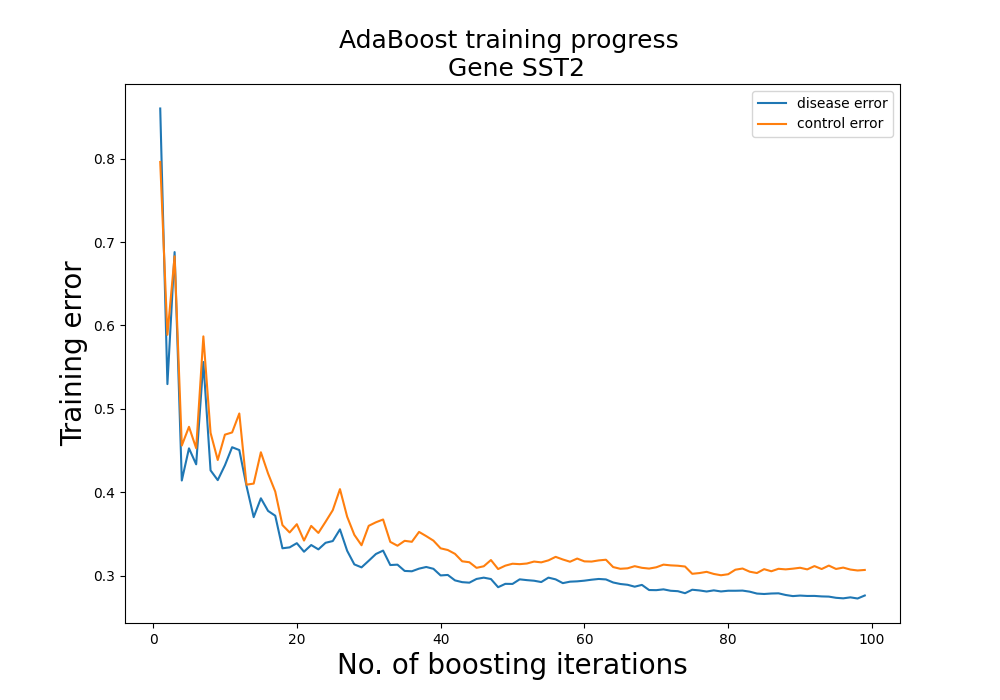 AdaBoost training progress
Gene SST2
disease error
control error
Training error
0.8
0.7
0.6
0.5
0.4
0.3
0 20 40 60 80 100
No. of boosting iterations